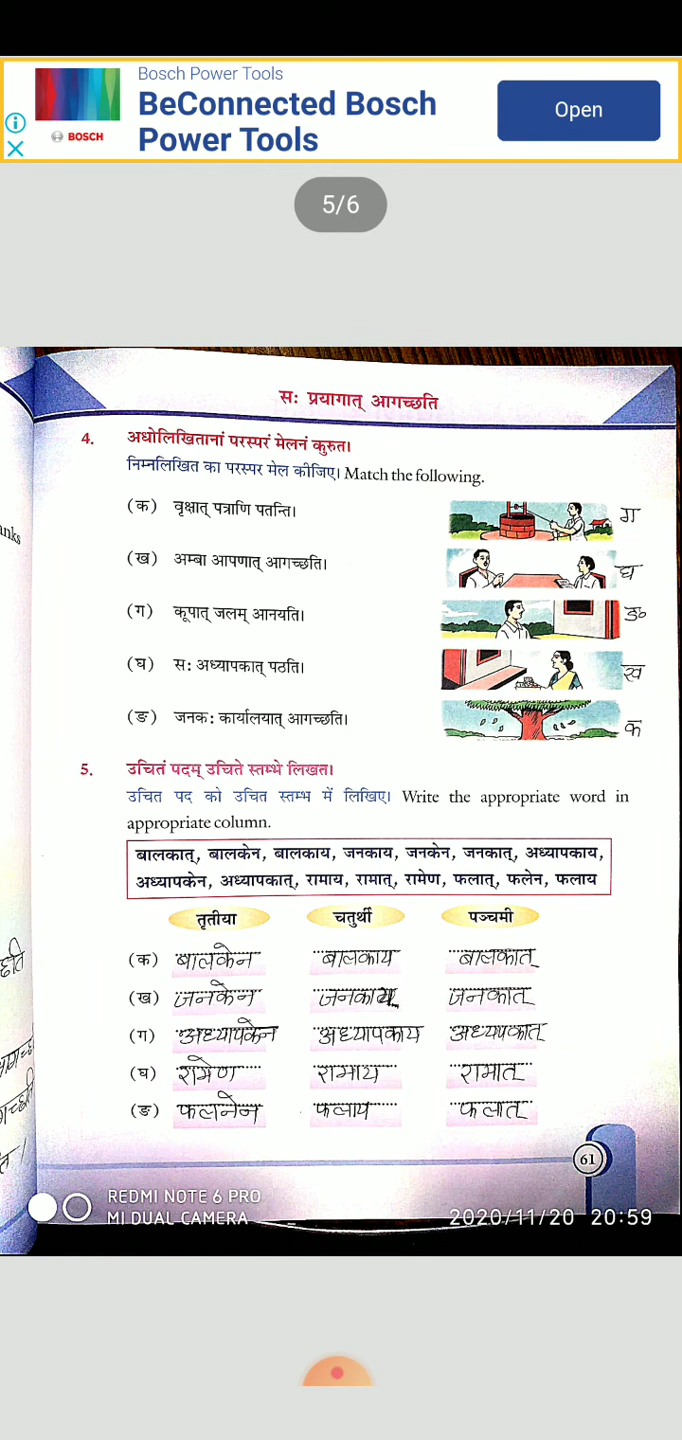 Bosch Power Tools
BeConnected Bosch
Power Tools
Open
BOSCH
5/6
सः प्रयागात् आगच्छति
4. अधोलिखितानां परस्परं मेलनं कुरुत।
निम्नलिखित का परस्पर मेल कीजिए। Match the following.
(क) वृक्षात् पत्राणि पतन्ति। ग
(ख) अम्बा आपणात् आगच्छति। घ
(ग) कूपात् जलम् आनयति। ङ
(घ) सः अध्यापकात् पठति। ख
(ङ) जनकः कार्यालयात् आगच्छति। क
5. उचितं पदम् उचिते स्तम्भे लिखत।
उचित पद को उचित स्तम्भ में लिखिए। Write the appropriate word in
appropriate column.
बालकात्, बालकेन, बालकाय, जनकाय, जनकेन, जनकात्, अध्यापकाय,
अध्यापकेन, अध्यापकात्, रामाय, रामात्, रामेण, फलात्, फलेन, फलाय
तृतीया चतुर्थी पञ्चमी
(क) बालकेन बालकाय बालकात्
(ख) जनकेन जनकाय जनकात्
(ग) अध्यापकेन अध्यापकाय अध्यपकात्
(घ) रामेण रामाय रामात्
(ङ) फलनेन फलाय फलात्
61
REDMI NOTE 6 PRO
MI DUAL CAMERA
2020/11/20 20:59